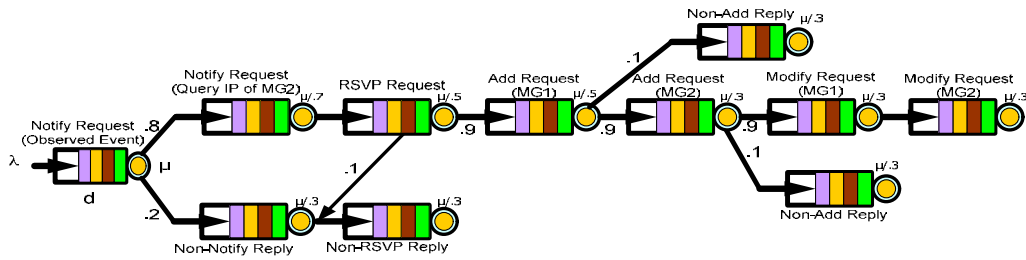 Non-Add Reply
μ/.3
.1
Notify Request
(Query IP of MG2)
μ/.7
RSVP Request
μ/.5
Add Request
(MG1)
μ/.5
Add Request
(MG2)
μ/.3
Modify Request
(MG1)
μ/.3
Modify Request
(MG2)
μ/.3
Notify Request
(Observed Event)
.8
.9
.9
.9
λ
μ
d
.1
.1
.2
μ/.3
μ/.3
μ/.3
Non-Notify Reply
Non-RSVP Reply
Non-Add Reply